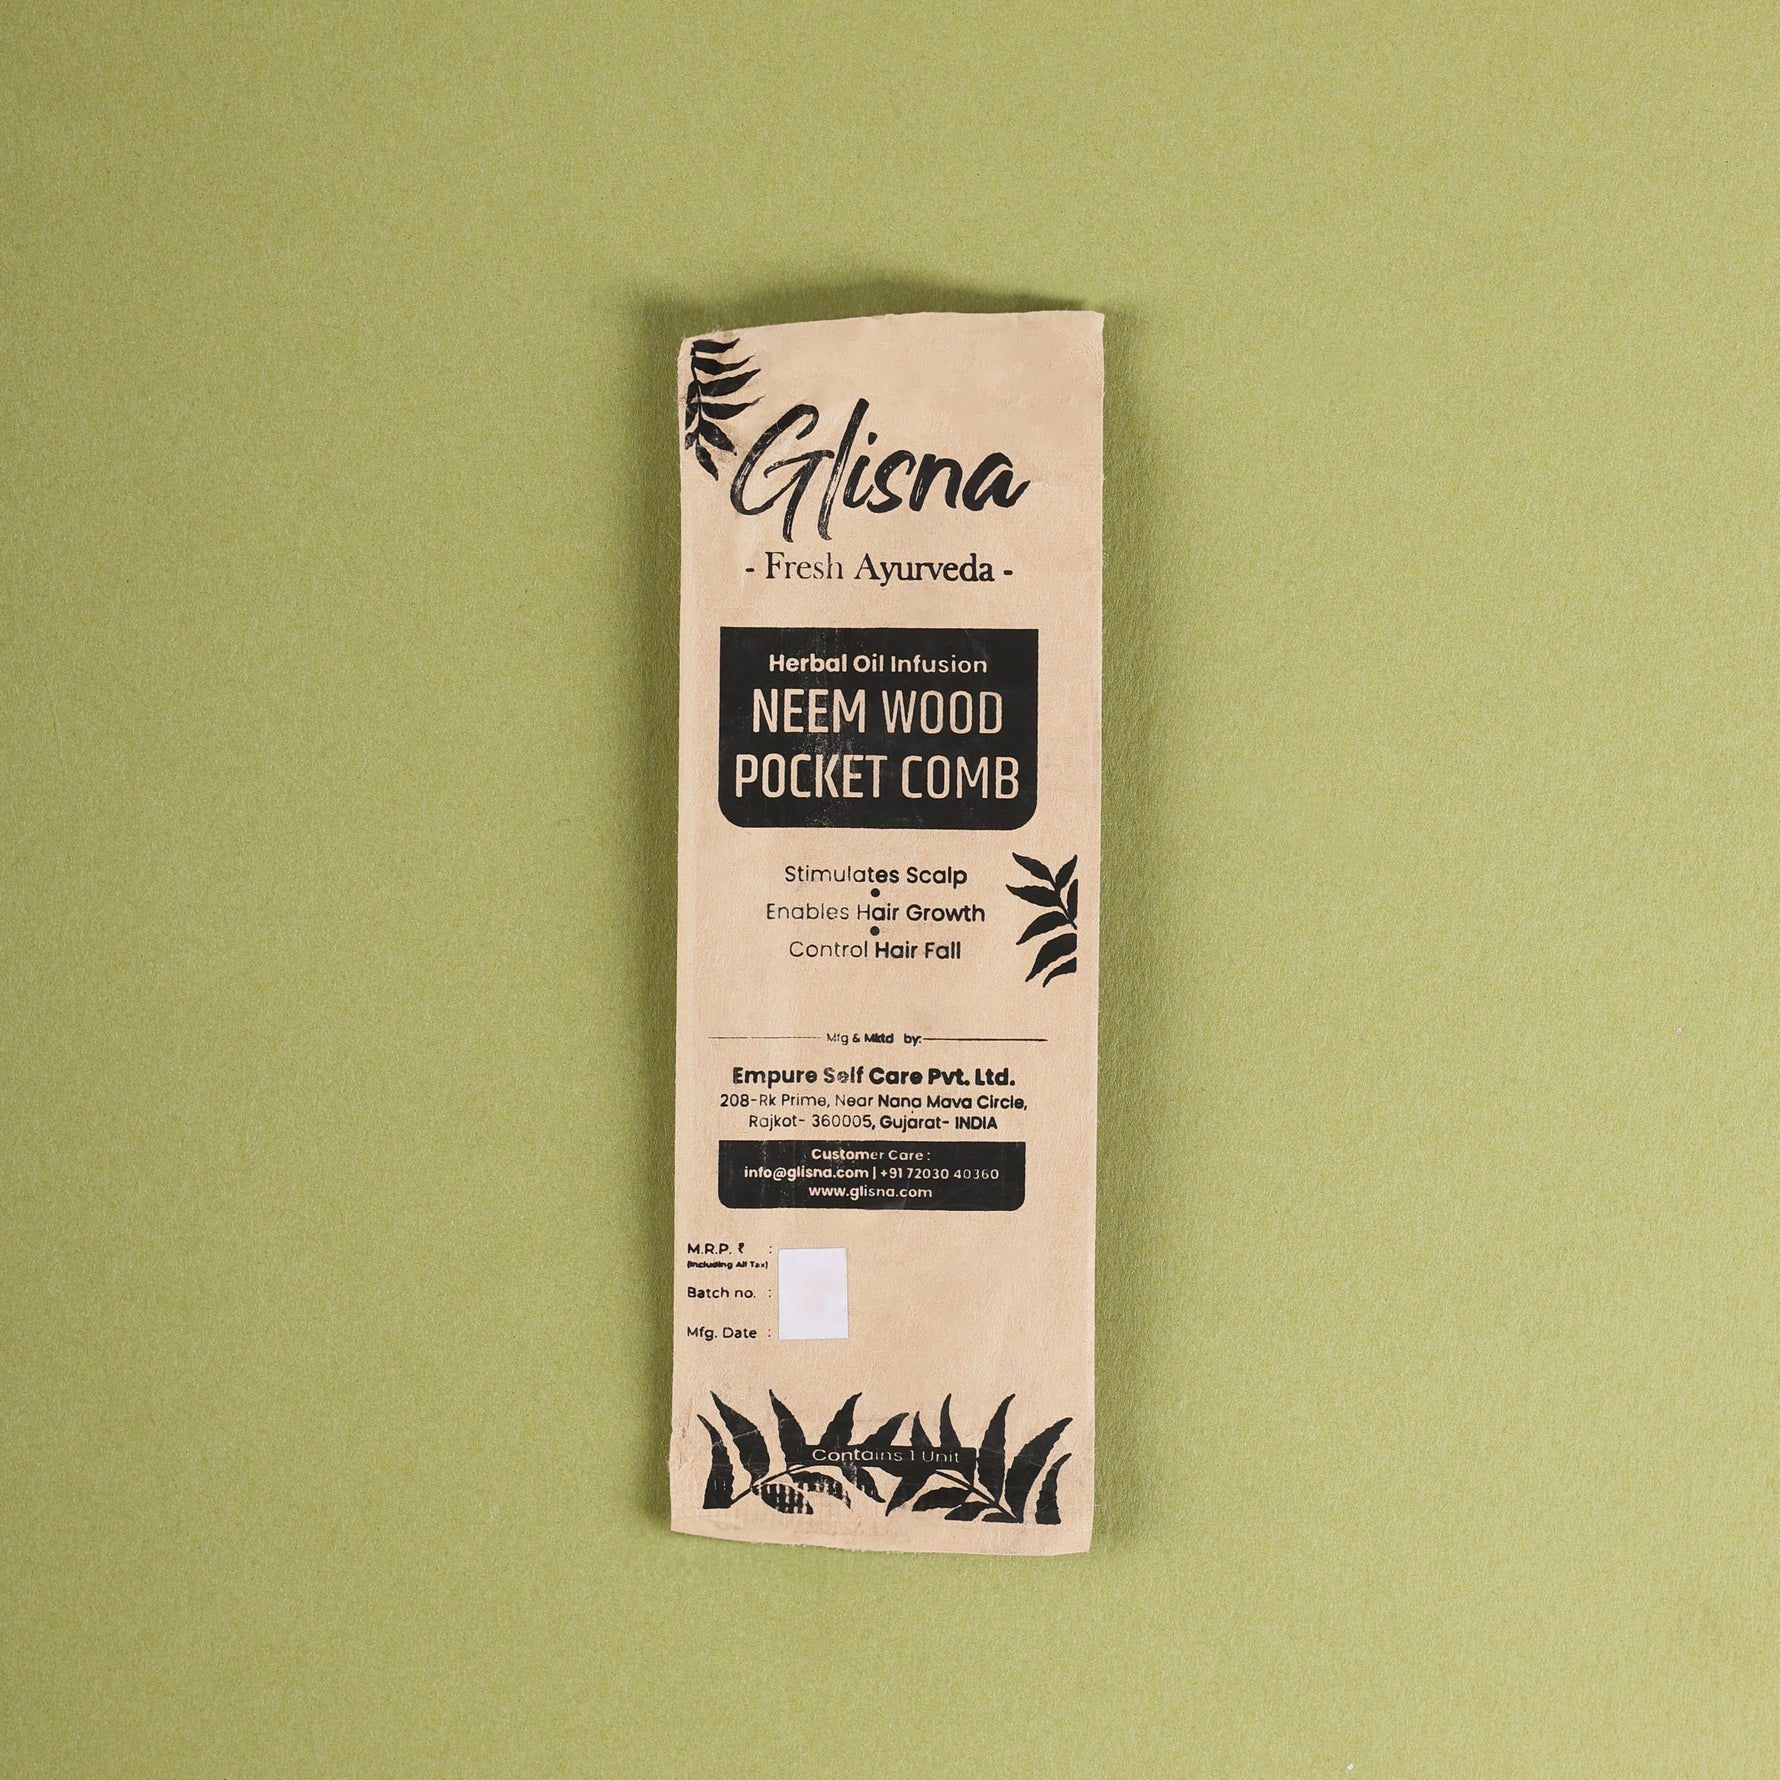 Glisna
- Fresh Ayurveda -
Herbal Oil Infusion
NEEM WOOD
POCKET COMB
Stimulates Scalp
•
Enables Hair Growth
•
Control Hair Fall
Mfg & Mktd by:
Empure Self Care Pvt. Ltd.
208-Rk Prime, Near Nana Mava Circle,
Rajkot- 360005, Gujarat- INDIA
Customer Care :
info@glisna.com | +91 72030 40360
www.glisna.com
M.R.P. ₹ :
(Including All Tax)
Batch no. :
Mfg. Date :
Contains 1 Unit